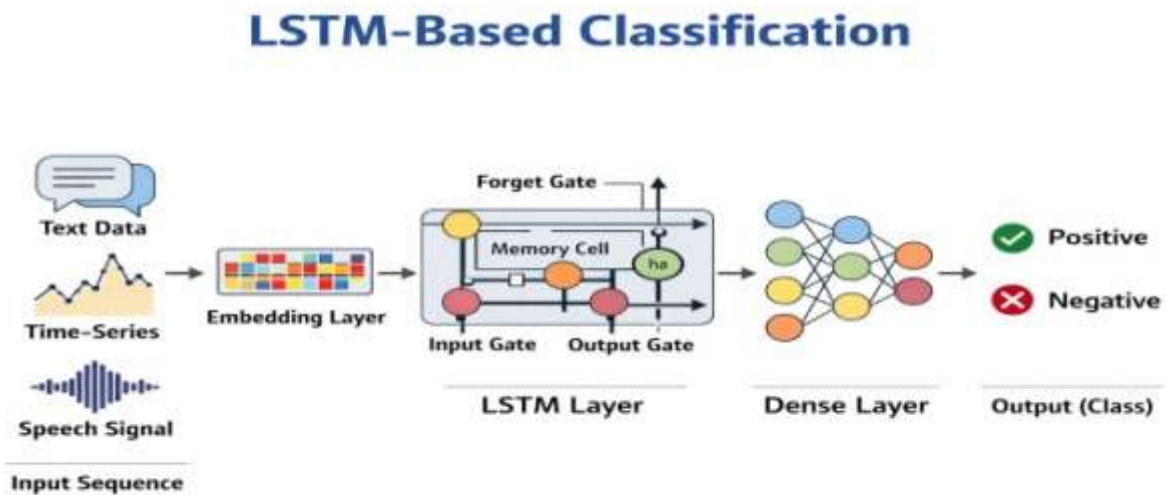 LSTM-Based Classification
Text Data
Time-Series
Speech Signal
Input Sequence
Embedding Layer
Forget Gate
Memory Cell
ha
Input Gate
Output Gate
LSTM Layer
Dense Layer
Positive
Negative
Output (Class)